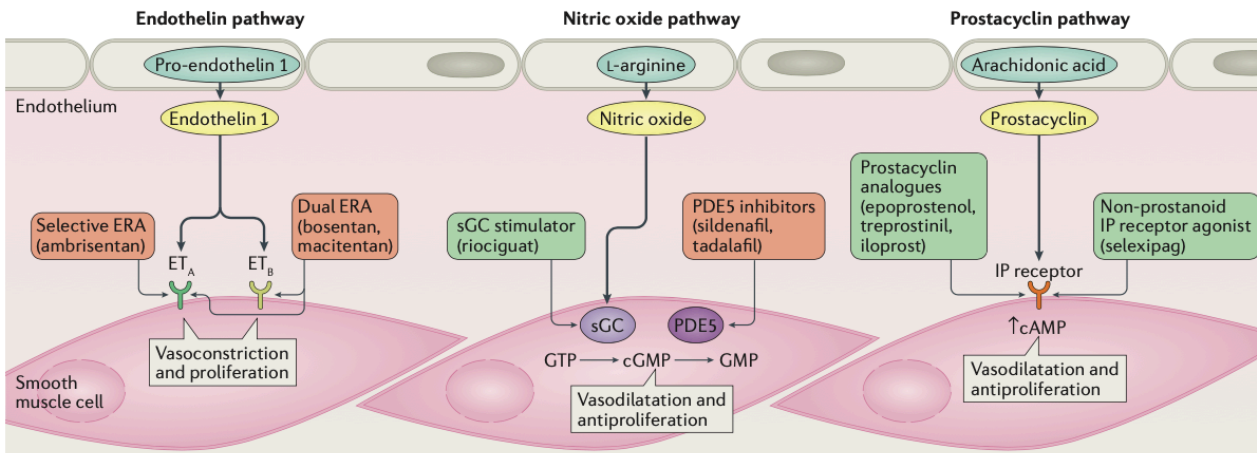 Endothelin pathway
Nitric oxide pathway
Prostacyclin pathway
Pro-endothelin 1
L-arginine
Arachidonic acid
Endothelium
Endothelin 1
Nitric oxide
Prostacyclin
Selective ERA
(ambrisentan)
Dual ERA
(bosentan,
macitentan)
ETA
ETB
Vasoconstriction
and proliferation
Smooth
muscle cell
sGC stimulator
(riociguat)
PDE5 inhibitors
(sildenafil,
tadalafil)
sGC
PDE5
GTP
cGMP
GMP
Vasodilatation and
antiproliferation
Prostacyclin
analogues
(epoprostenol,
treprostinil,
iloprost)
Non-prostanoid
IP receptor agonist
(selexipag)
IP receptor
↑cAMP
Vasodilatation and
antiproliferation